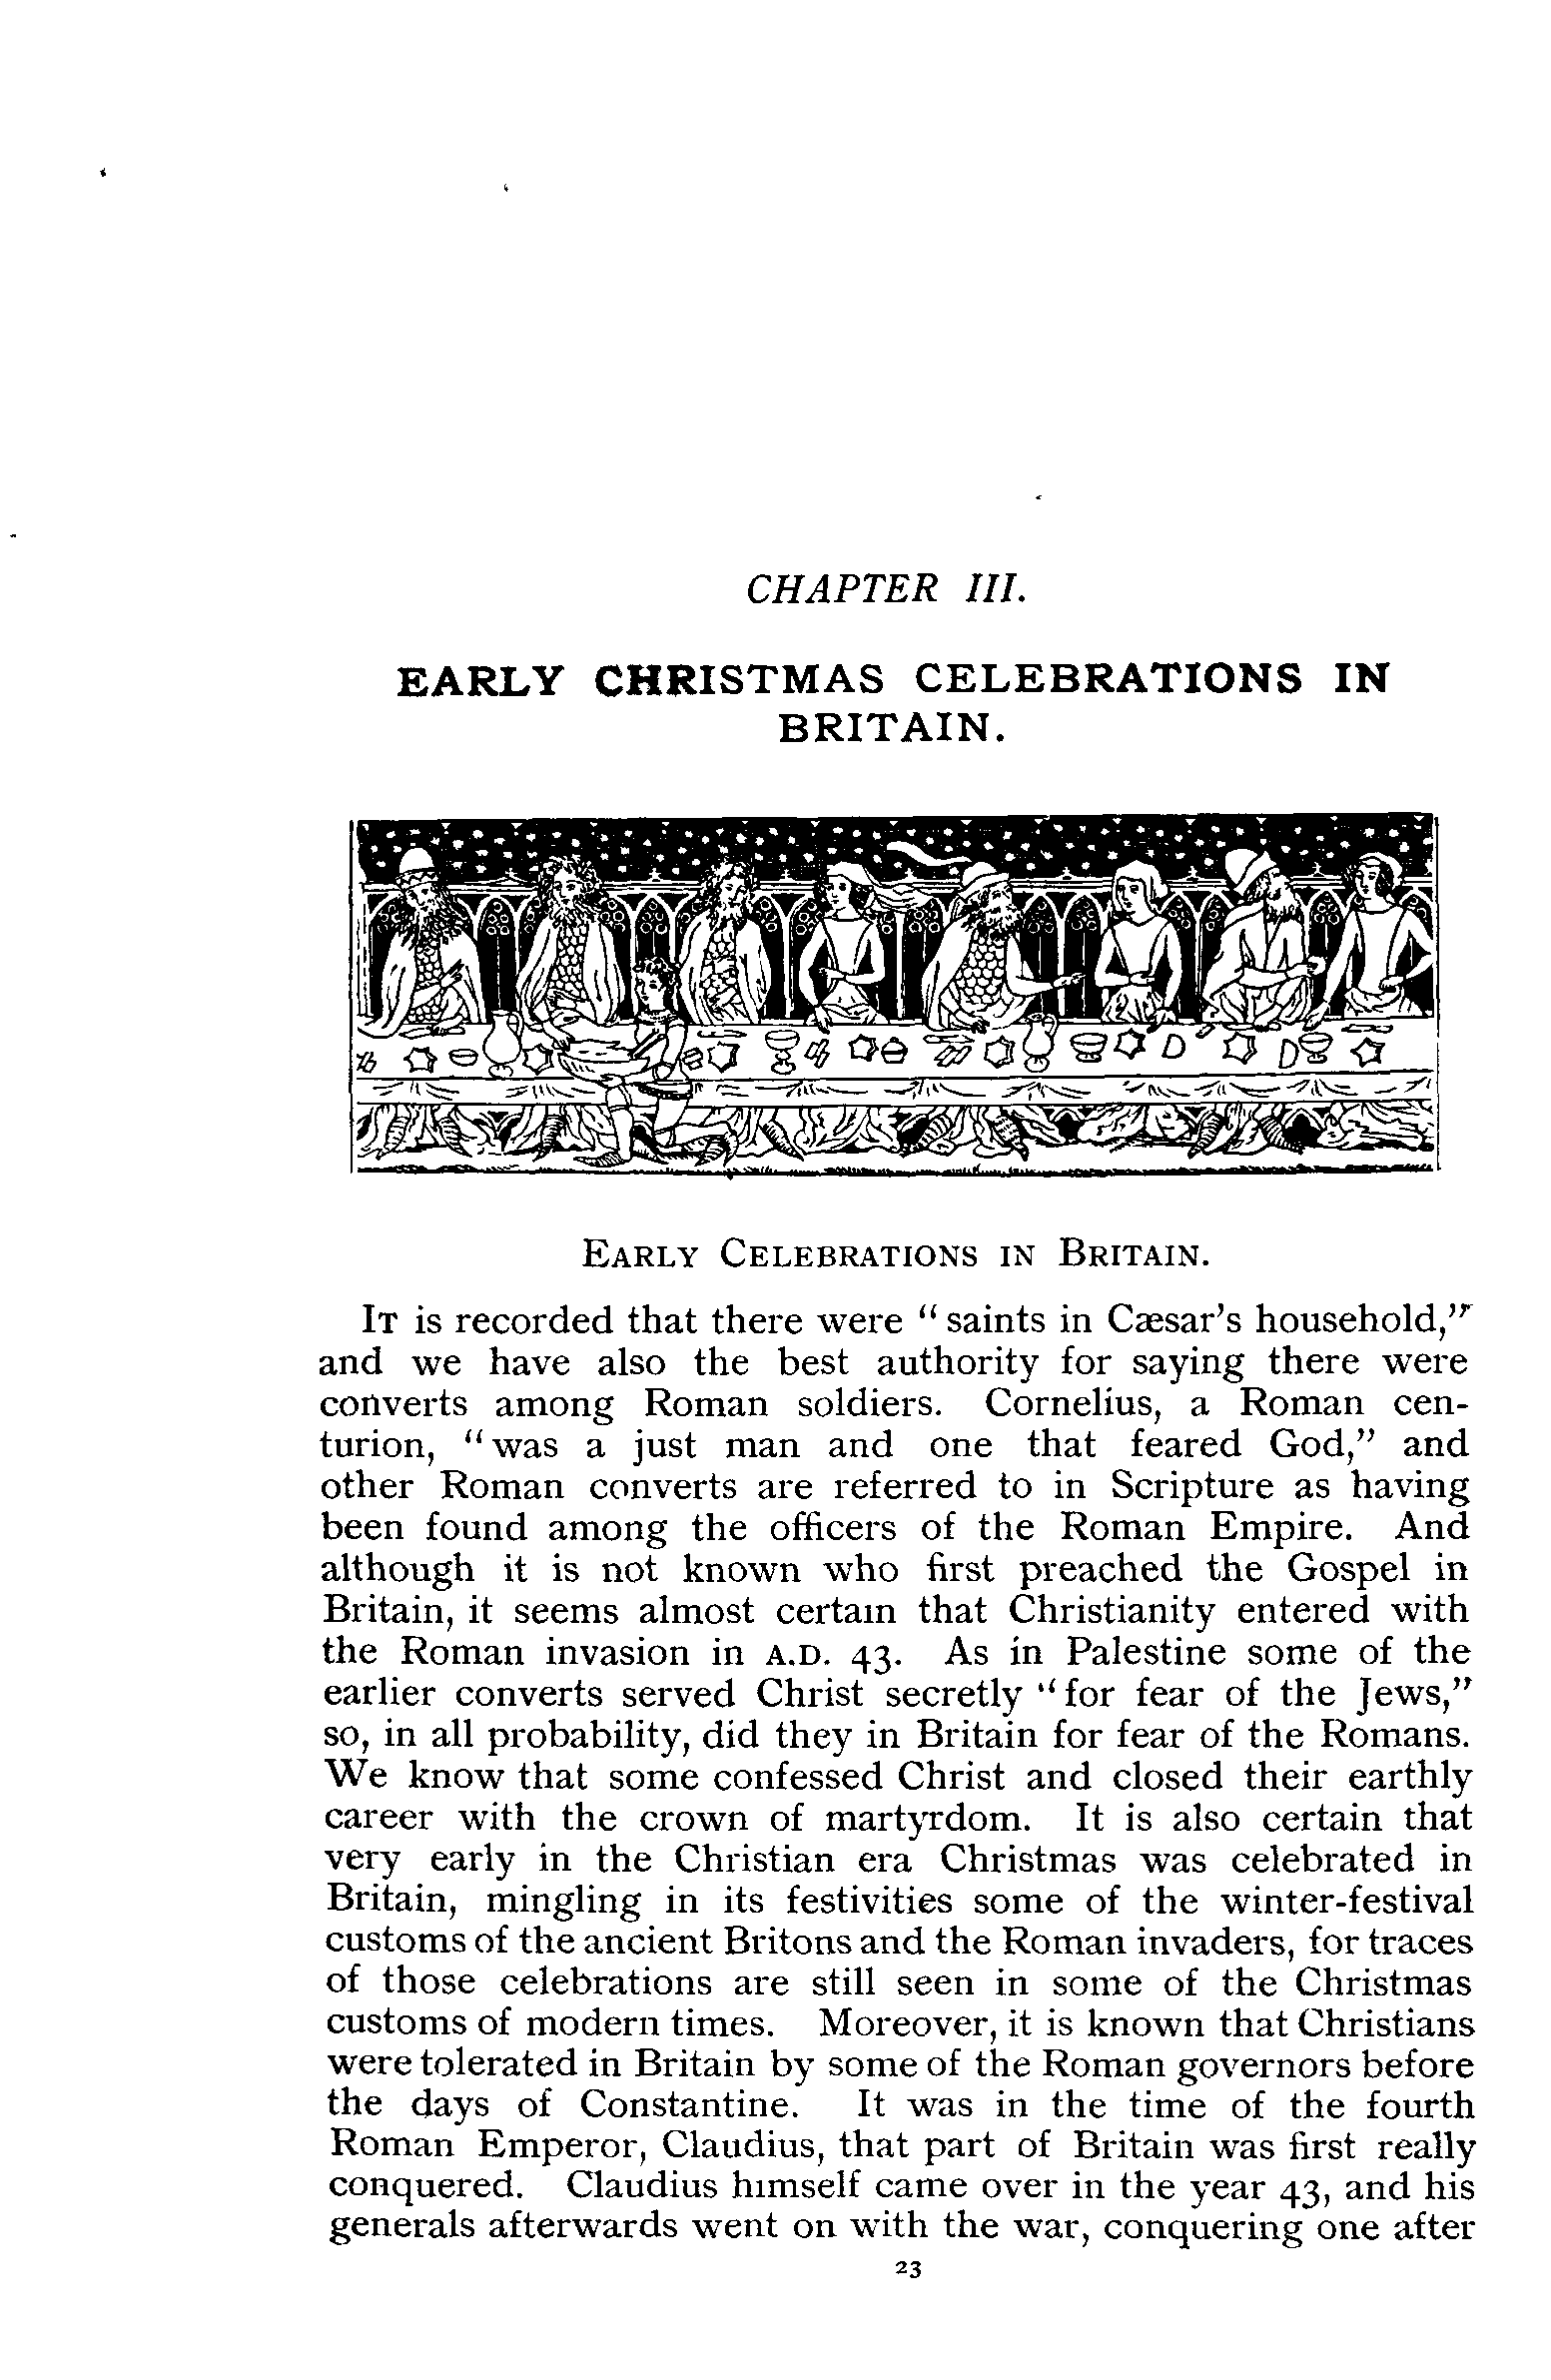 CHAPTER III.
EARLY CHRISTMAS CELEBRATIONS IN
BRITAIN.
EARLY CELEBRATIONS IN BRITAIN.
IT is recorded that there were “saints in Cæsar’s household,”
and we have also the best authority for saying there were
converts among Roman soldiers. Cornelius, a Roman cen-
turion, “was a just man and one that feared God,” and
other Roman converts are referred to in Scripture as having
been found among the officers of the Roman Empire. And
although it is not known who first preached the Gospel in
Britain, it seems almost certain that Christianity entered with
the Roman invasion in A.D. 43. As in Palestine some of the
earlier converts served Christ secretly “for fear of the Jews,”
so, in all probability, did they in Britain for fear of the Romans.
We know that some confessed Christ and closed their earthly
career with the crown of martyrdom. It is also certain that
very early in the Christian era Christmas was celebrated in
Britain, mingling in its festivities some of the winter-festival
customs of the ancient Britons and the Roman invaders, for traces
of those celebrations are still seen in some of the Christmas
customs of modern times. Moreover, it is known that Christians
were tolerated in Britain by some of the Roman governors before
the days of Constantine. It was in the time of the fourth
Roman Emperor, Claudius, that part of Britain was first really
conquered. Claudius himself came over in the year 43, and his
generals afterwards went on with the war, conquering one after
23